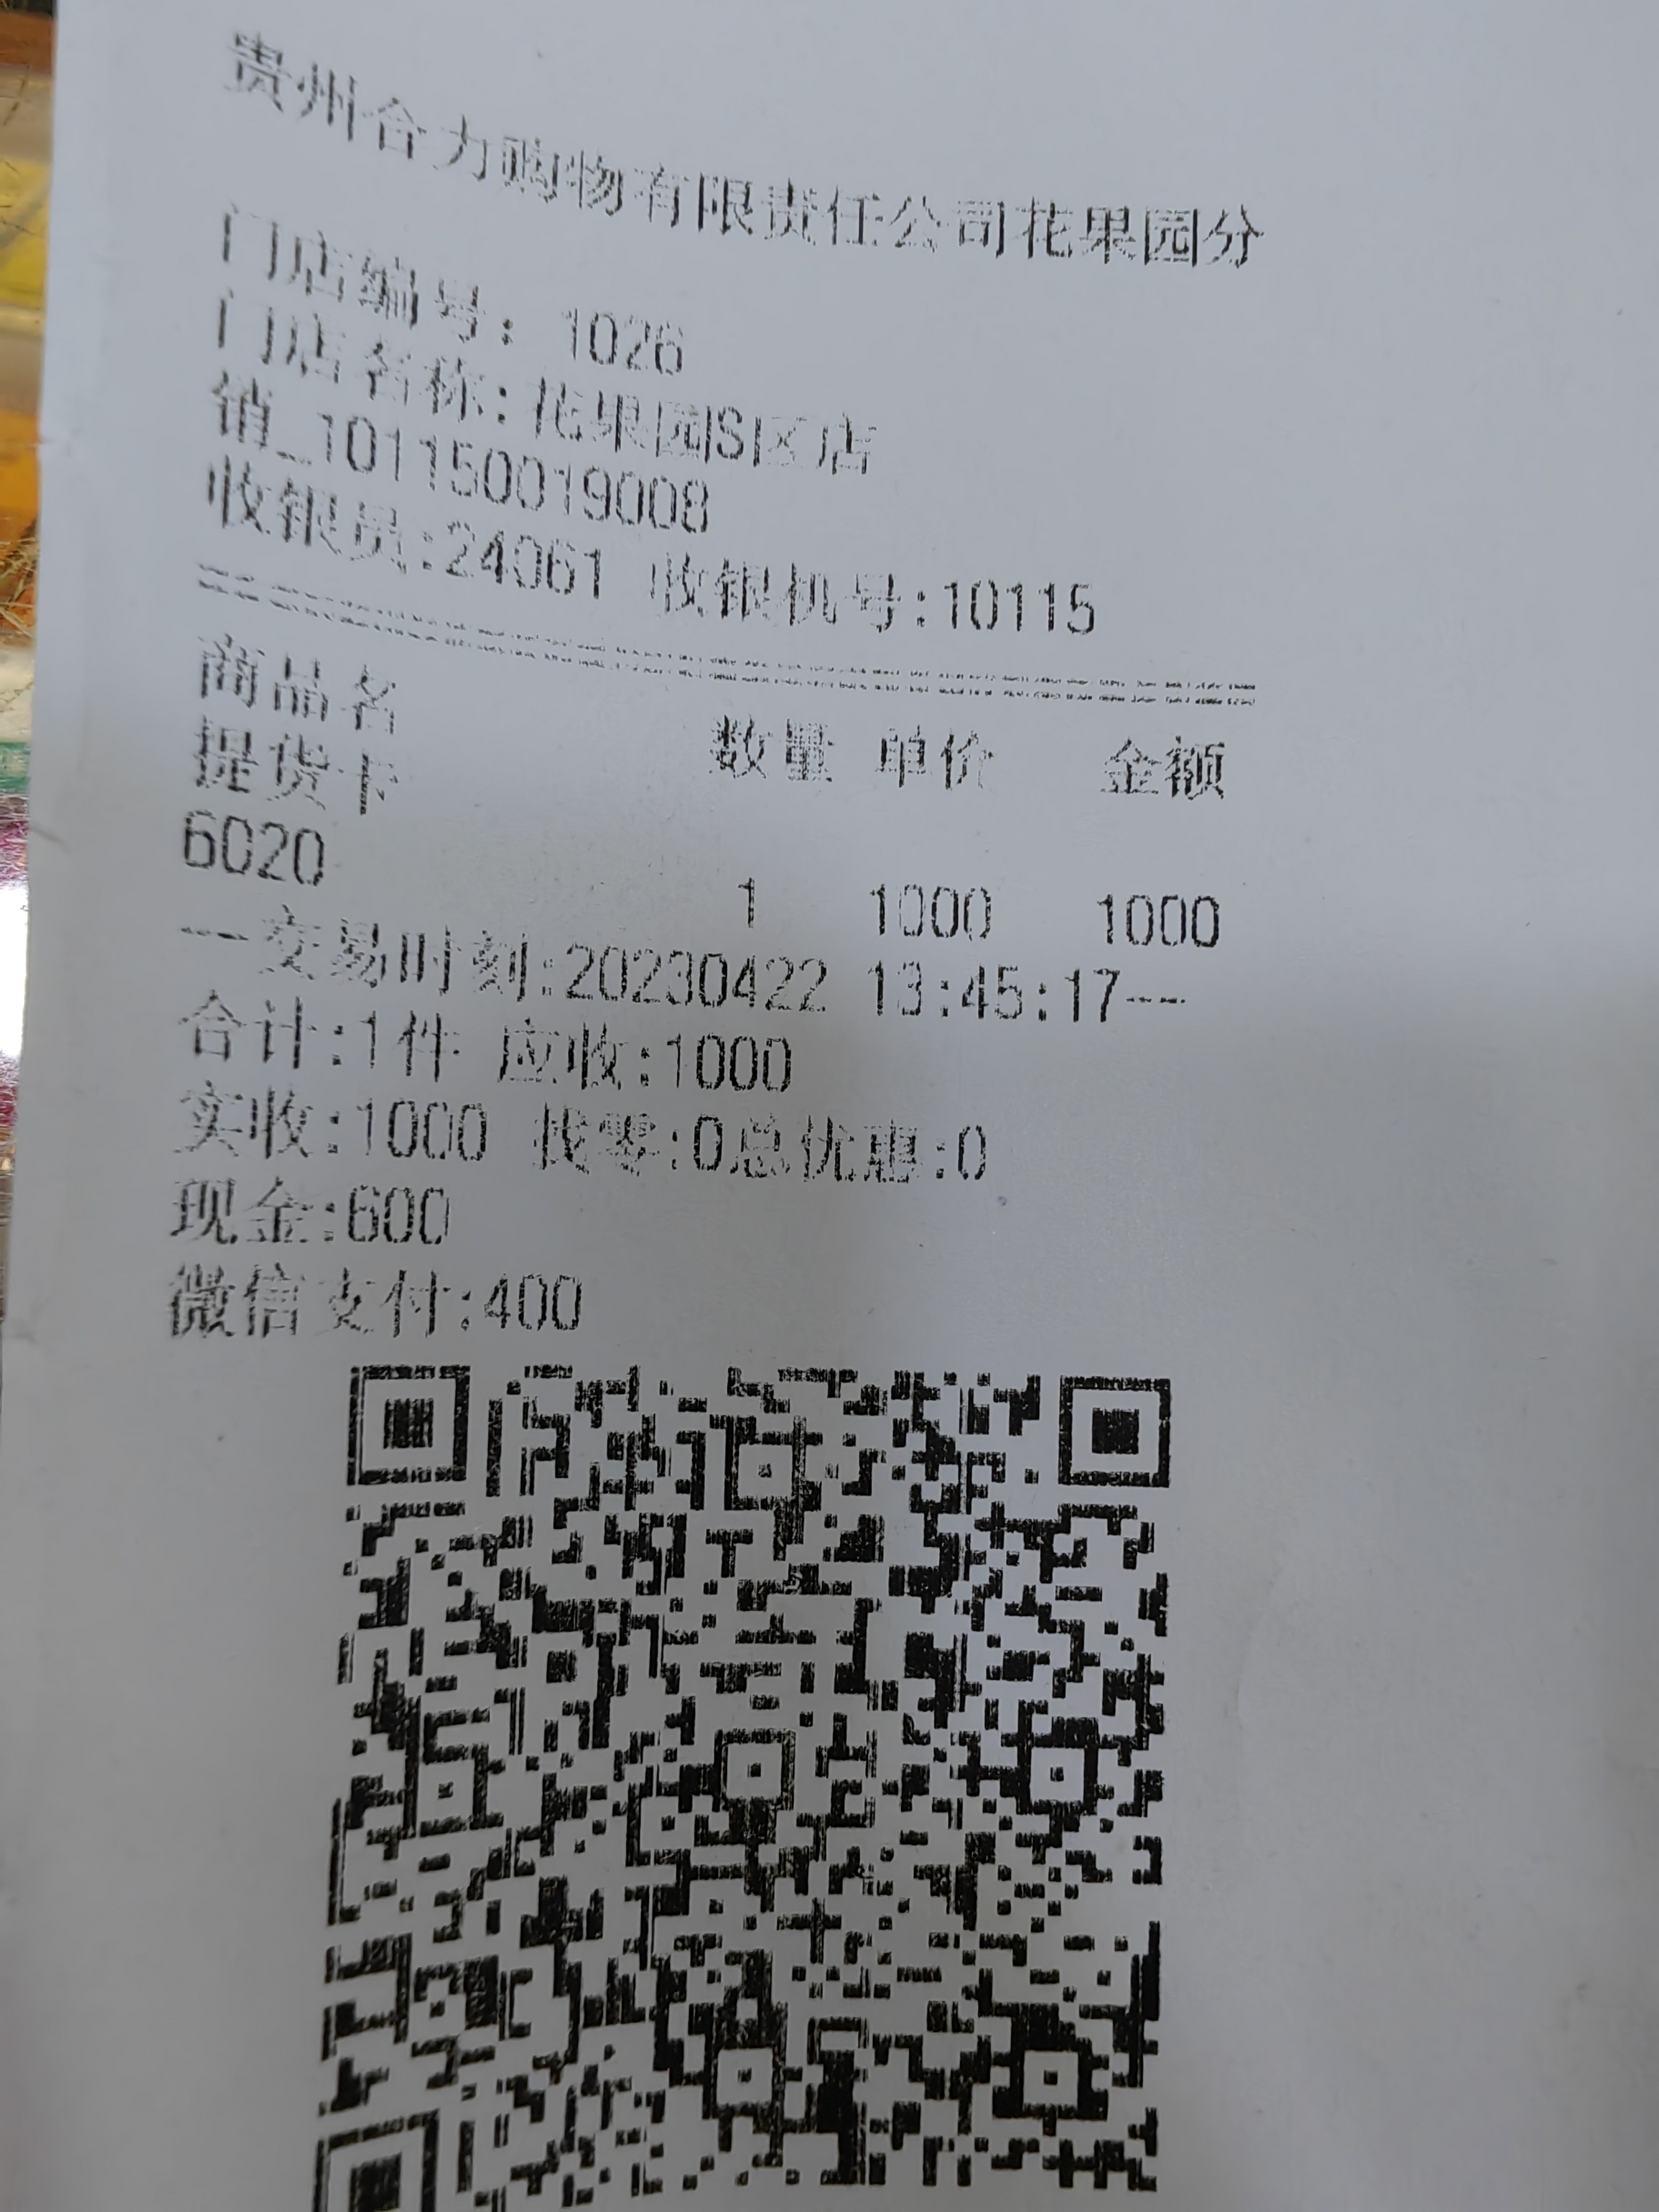 贵州合力购物有限责任公司花果园分
门店编号: 1026
门店名称:花果园S区店
销_101150019008
收银员:24061 收银机号:10115
商品名 数量 单价 金额
提货卡
6020 1 1000 1000
—交易时刻:20230422 13:45:17---
合计:1件 应收:1000
实收:1000 找零:0总优惠:0
现金:600
微信支付:400